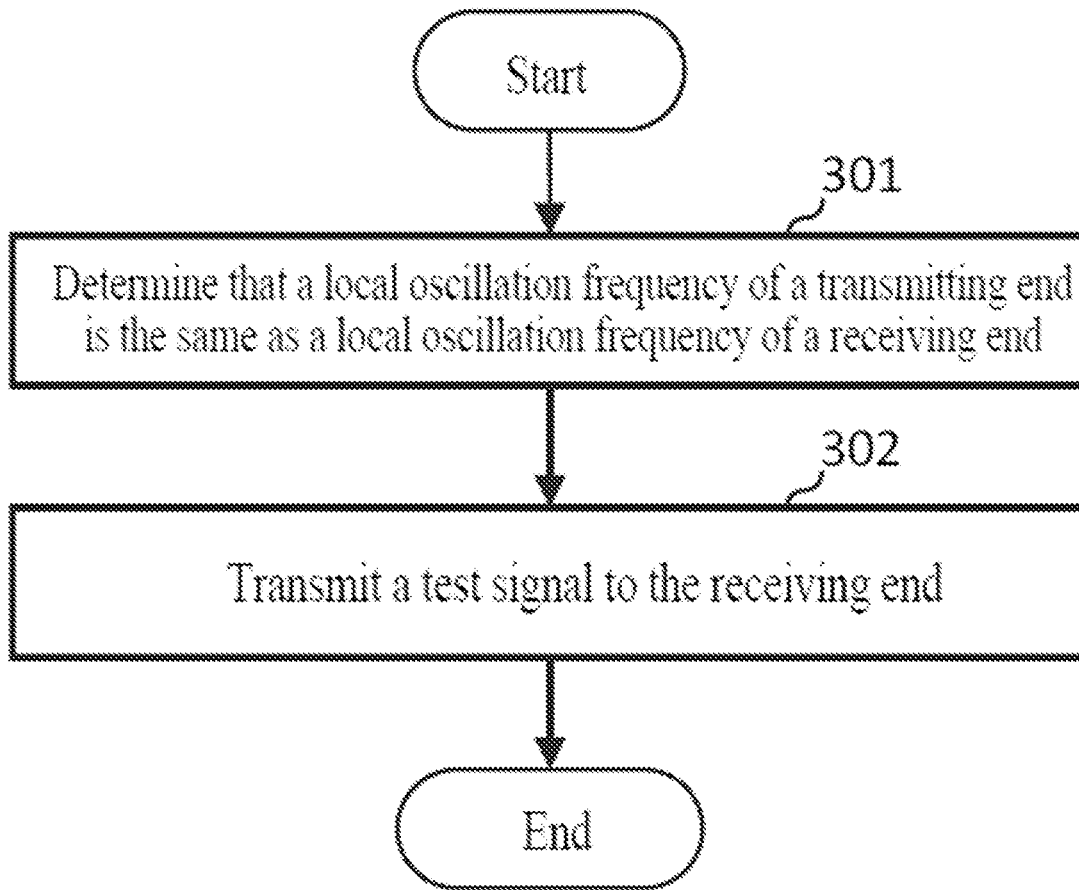 Start
301
Determine that a local oscillation frequency of a transmitting end
is the same as a local oscillation frequency of a receiving end
302
Transmit a test signal to the receiving end
End